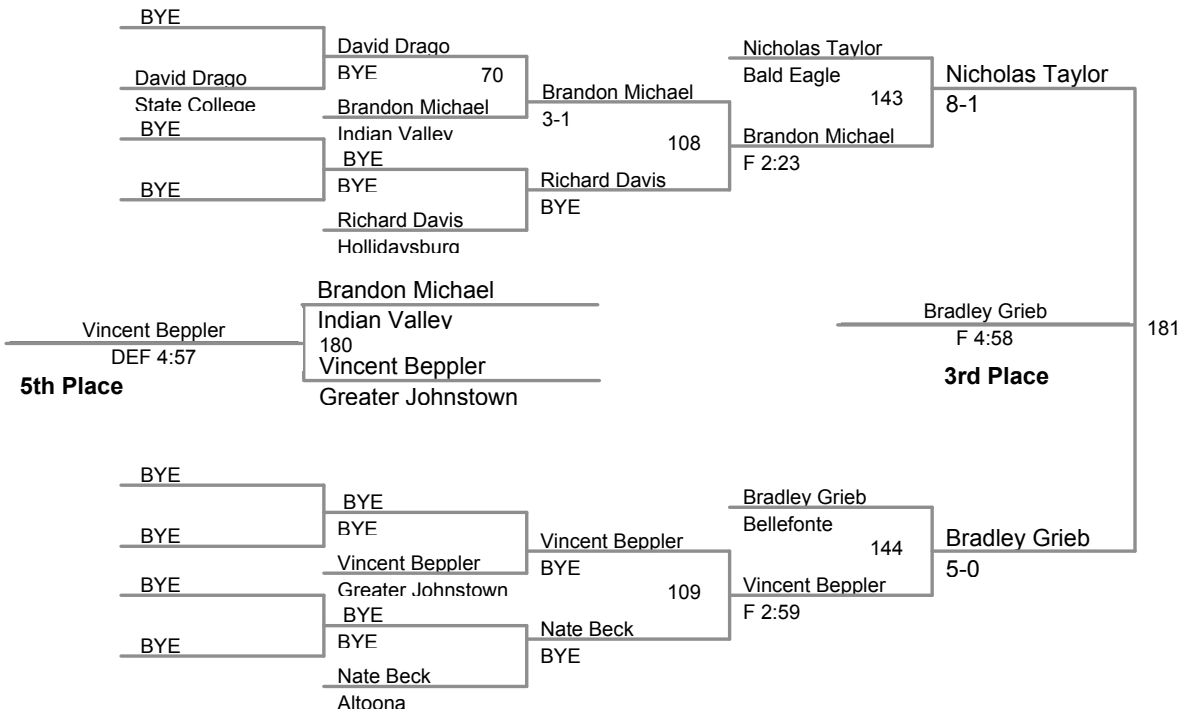 BYE
David Drago
State College
David Drago
BYE
70
Brandon Michael
Indian Valley
BYE
BYE
BYE
BYE
Richard Davis
Hollidaysburg
Brandon Michael
3-1
108
Richard Davis
BYE
Nicholas Taylor
Bald Eagle
143
Brandon Michael
F 2:23
Nicholas Taylor
8-1
Brandon Michael
Indian Valley
180
Vincent Beppler
Greater Johnstown
Vincent Beppler
DEF 4:57
5th Place
Bradley Grieb
F 4:58
3rd Place
181
BYE
BYE
BYE
BYE
Vincent Beppler
Greater Johnstown
BYE
BYE
BYE
BYE
Nate Beck
Altoona
Vincent Beppler
BYE
109
Nate Beck
BYE
Bradley Grieb
Bellefonte
144
Vincent Beppler
F 2:59
Bradley Grieb
5-0